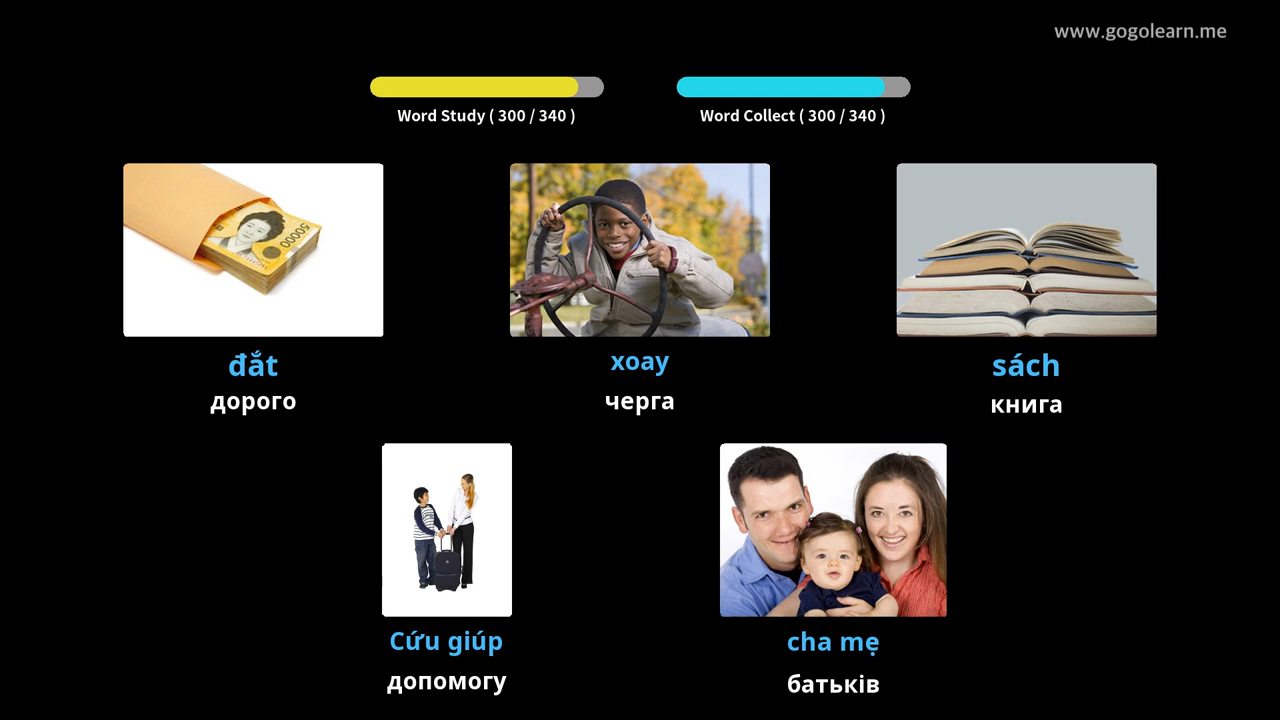 www.gogolearn.me
Word Study ( 300 / 340 )
Word Collect ( 300 / 340 )
50000
đắt
дорого
xoay
черга
sách
книга
Cứu giúp
допомогу
cha mẹ
батьків